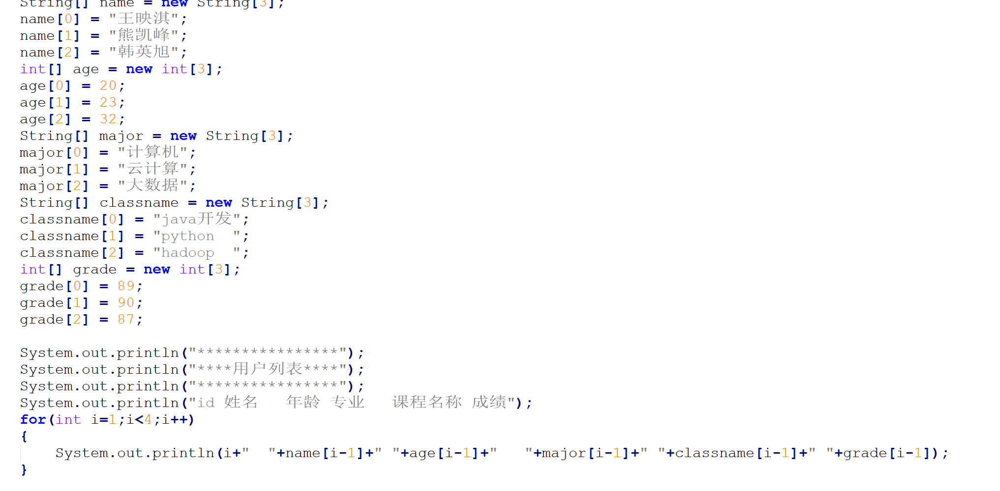 String[] name = new String[3];
name[0] = "王映淇";
name[1] = "熊凯峰";
name[2] = "韩英旭";
int[] age = new int[3];
age[0] = 20;
age[1] = 23;
age[2] = 32;
String[] major = new String[3];
major[0] = "计算机";
major[1] = "云计算";
major[2] = "大数据";
String[] classname = new String[3];
classname[0] = "java开发";
classname[1] = "python  ";
classname[2] = "hadoop  ";
int[] grade = new int[3];
grade[0] = 89;
grade[1] = 90;
grade[2] = 87;
System.out.println("****************");
System.out.println("****用户列表****");
System.out.println("****************");
System.out.println("id 姓名   年龄 专业   课程名称 成绩");
for(int i=1;i<4;i++)
{
    System.out.println(i+"  "+name[i-1]+" "+age[i-1]+"   "+major[i-1]+" "+classname[i-1]+" "+grade[i-1]);
}